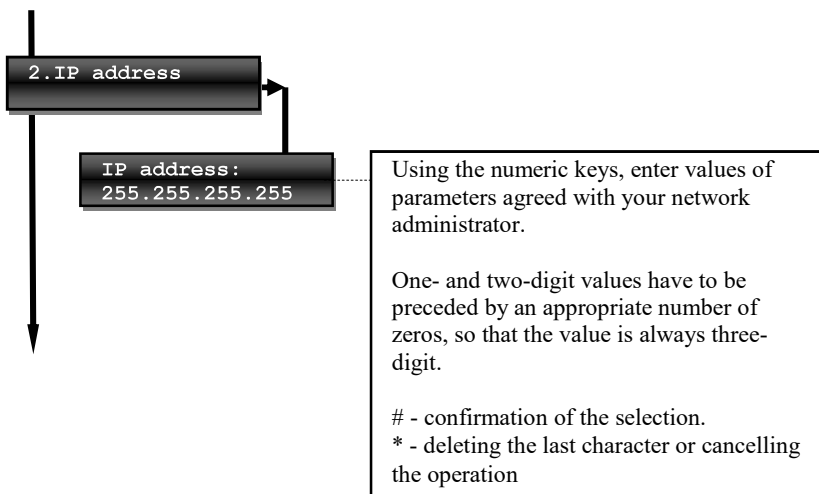 2.IP address
IP address:
255.255.255.255
Using the numeric keys, enter values of
parameters agreed with your network
administrator.
One- and two-digit values have to be
preceded by an appropriate number of
zeros, so that the value is always three-
digit.
# - confirmation of the selection.
* - deleting the last character or cancelling
the operation